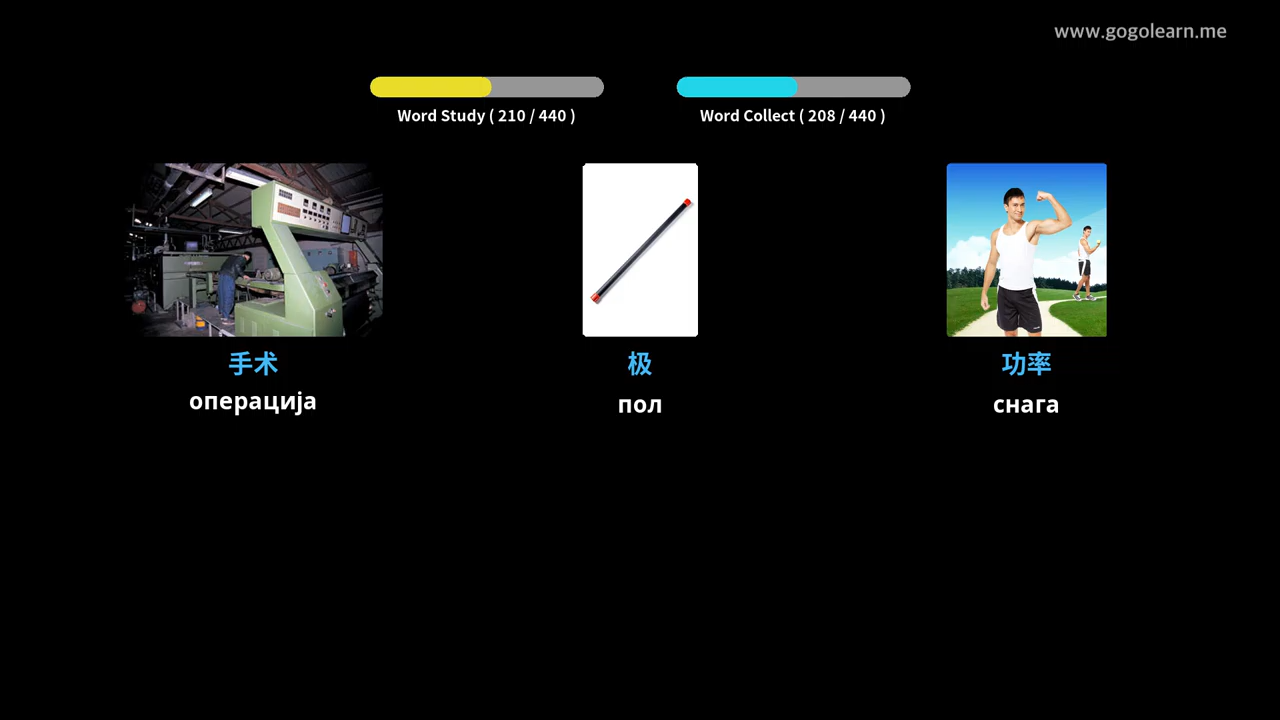 www.gogolearn.me
Word Study ( 210 / 440 )
Word Collect ( 208 / 440 )
手术
极
功率
операција
пол
снага